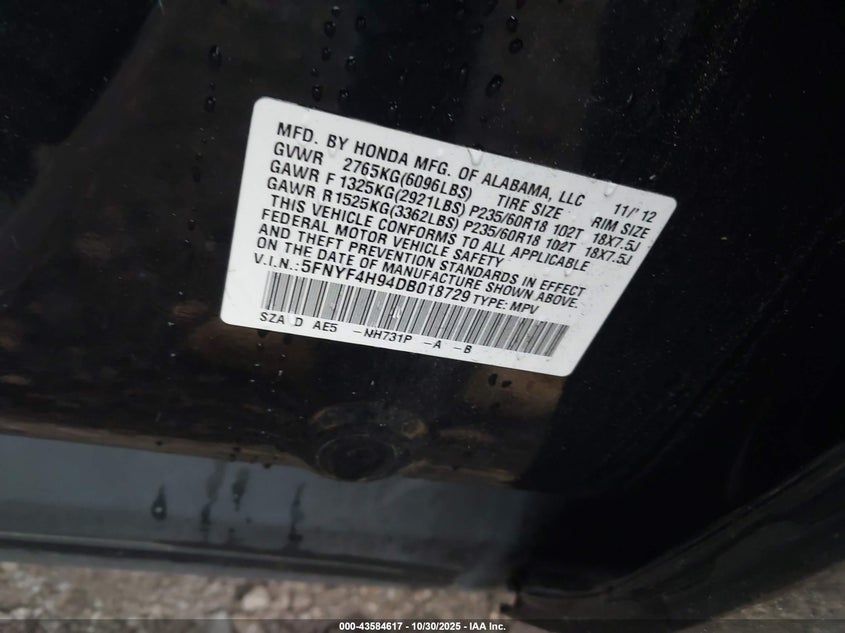 MFD. BY HONDA MFG. OF ALABAMA, LLC 11/'12
GVWR 2765KG(6096LBS) TIRE SIZE RIM SIZE
GAWR F 1325KG(2921LBS) P235/60R18 102T 18X7.5J
GAWR R 1525KG(3362LBS) P235/60R18 102T 18X7.5J
THIS VEHICLE CONFORMS TO ALL APPLICABLE
FEDERAL MOTOR VEHICLE SAFETY
AND THEFT PREVENTION STANDARDS IN EFFECT
ON THE DATE OF MANUFACTURE SHOWN ABOVE.
V.I.N.:5FNYF4H94DB018729 TYPE: MPV
SZA D AE5 -NH731P -A -B
000-43584617 - 10/30/2025 - IAA Inc.